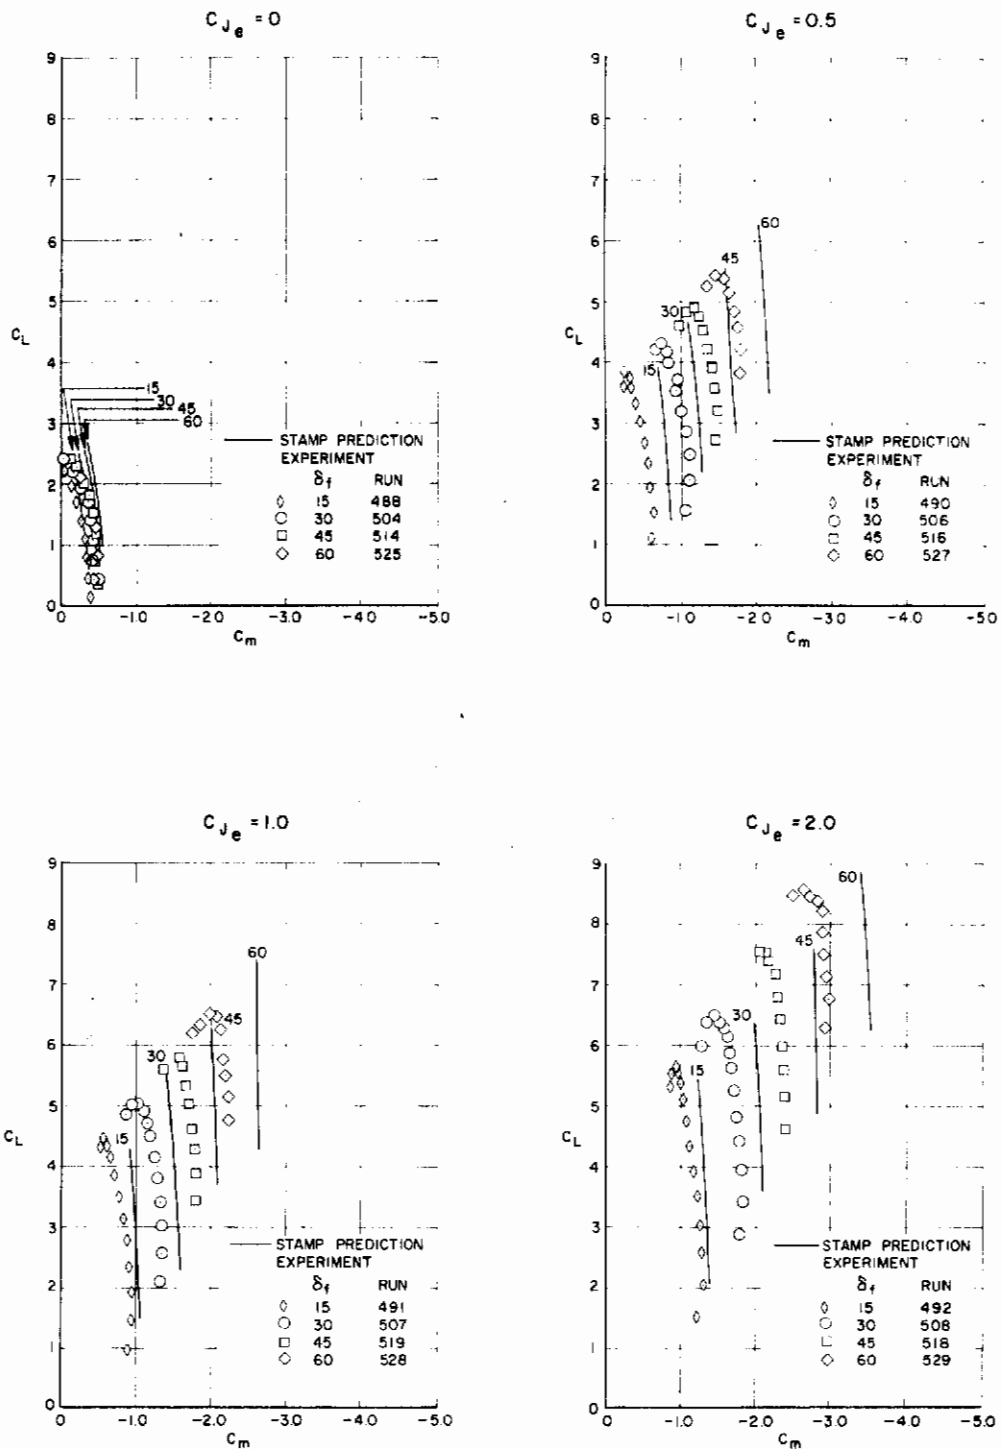 C_Je = 0
9
8
7
6
5
C_L
4
3
2
1
0
15
30
45
60
STAMP PREDICTION
EXPERIMENT
δf RUN
15 488
30 504
45 514
60 525
0 -1.0 -2.0 -3.0 -4.0 -5.0
C_m
C_Je = 0.5
9
8
7
6
5
C_L
4
3
2
1
0
15
30
45
60
STAMP PREDICTION
EXPERIMENT
δf RUN
15 490
30 506
45 516
60 527
0 -1.0 -2.0 -3.0 -4.0 -5.0
C_m
C_Je = 1.0
9
8
7
6
5
C_L
4
3
2
1
0
15
30
45
60
STAMP PREDICTION
EXPERIMENT
δf RUN
15 491
30 507
45 519
60 528
0 -1.0 -2.0 -3.0 -4.0 -5.0
C_m
C_Je = 2.0
9
8
7
6
5
C_L
4
3
2
1
0
15
30
45
60
STAMP PREDICTION
EXPERIMENT
δf RUN
15 492
30 508
45 518
60 529
0 -1.0 -2.0 -3.0 -4.0 -5.0
C_m